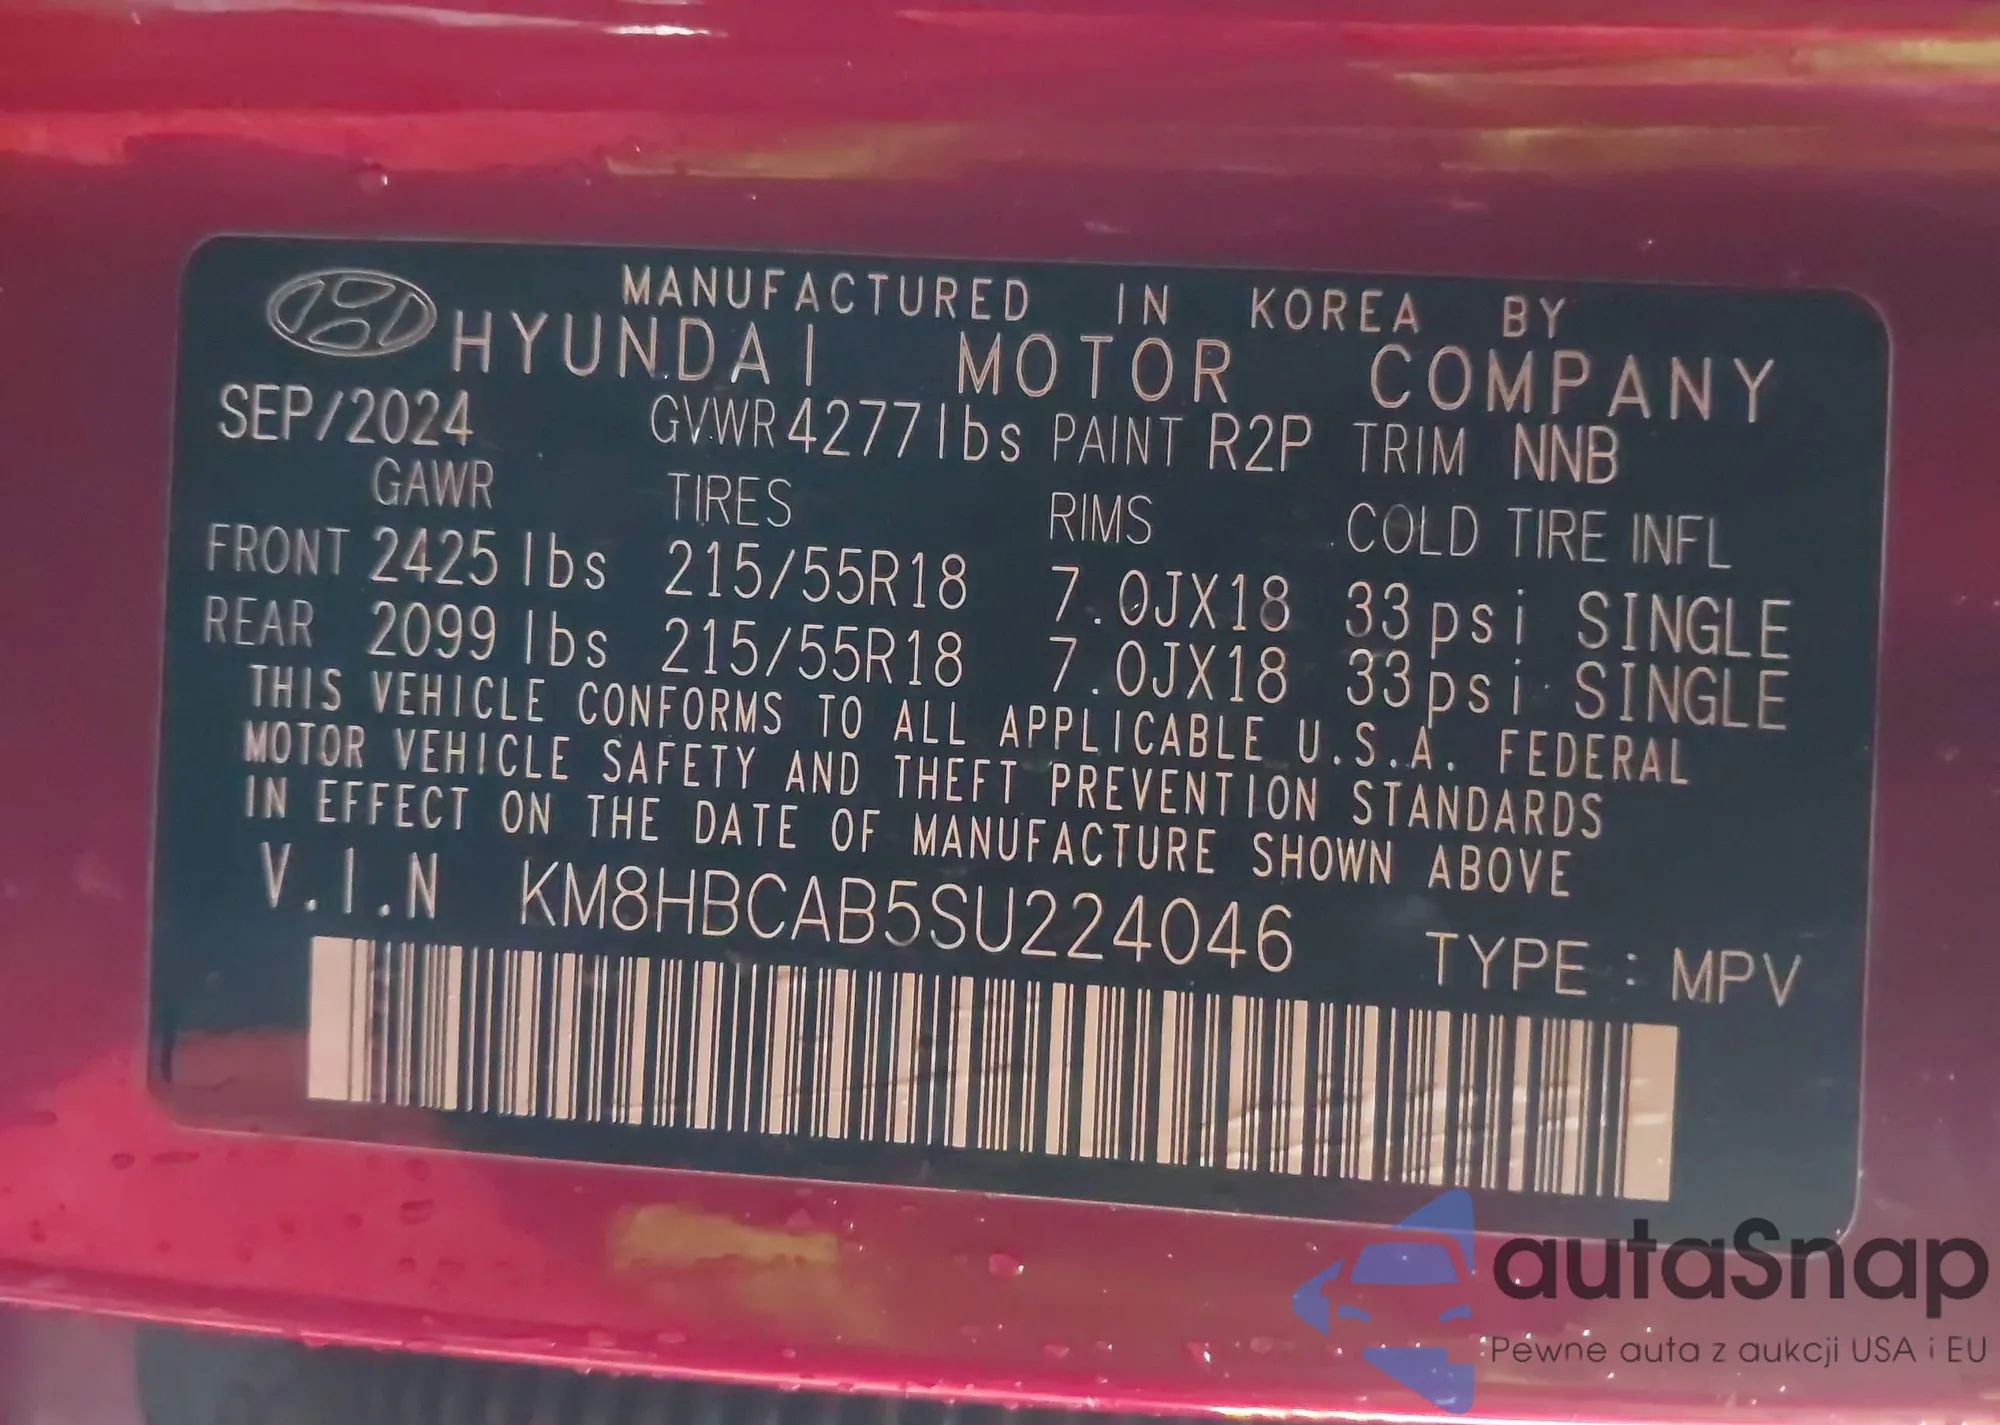 MANUFACTURED IN KOREA BY
HYUNDAI MOTOR COMPANY
SEP/2024 GVWR 4277 lbs PAINT R2P TRIM NNB
GAWR TIRES RIMS COLD TIRE INFL
FRONT 2425 lbs 215/55R18 7.0JX18 33psi SINGLE
REAR 2099 lbs 215/55R18 7.0JX18 33psi SINGLE
THIS VEHICLE CONFORMS TO ALL APPLICABLE U.S.A. FEDERAL
MOTOR VEHICLE SAFETY AND THEFT PREVENTION STANDARDS
IN EFFECT ON THE DATE OF MANUFACTURE SHOWN ABOVE
V.I.N KM8HBCAB5SU224046
TYPE : MPV
autaSnap
Pewne auta z aukcji USA i EU